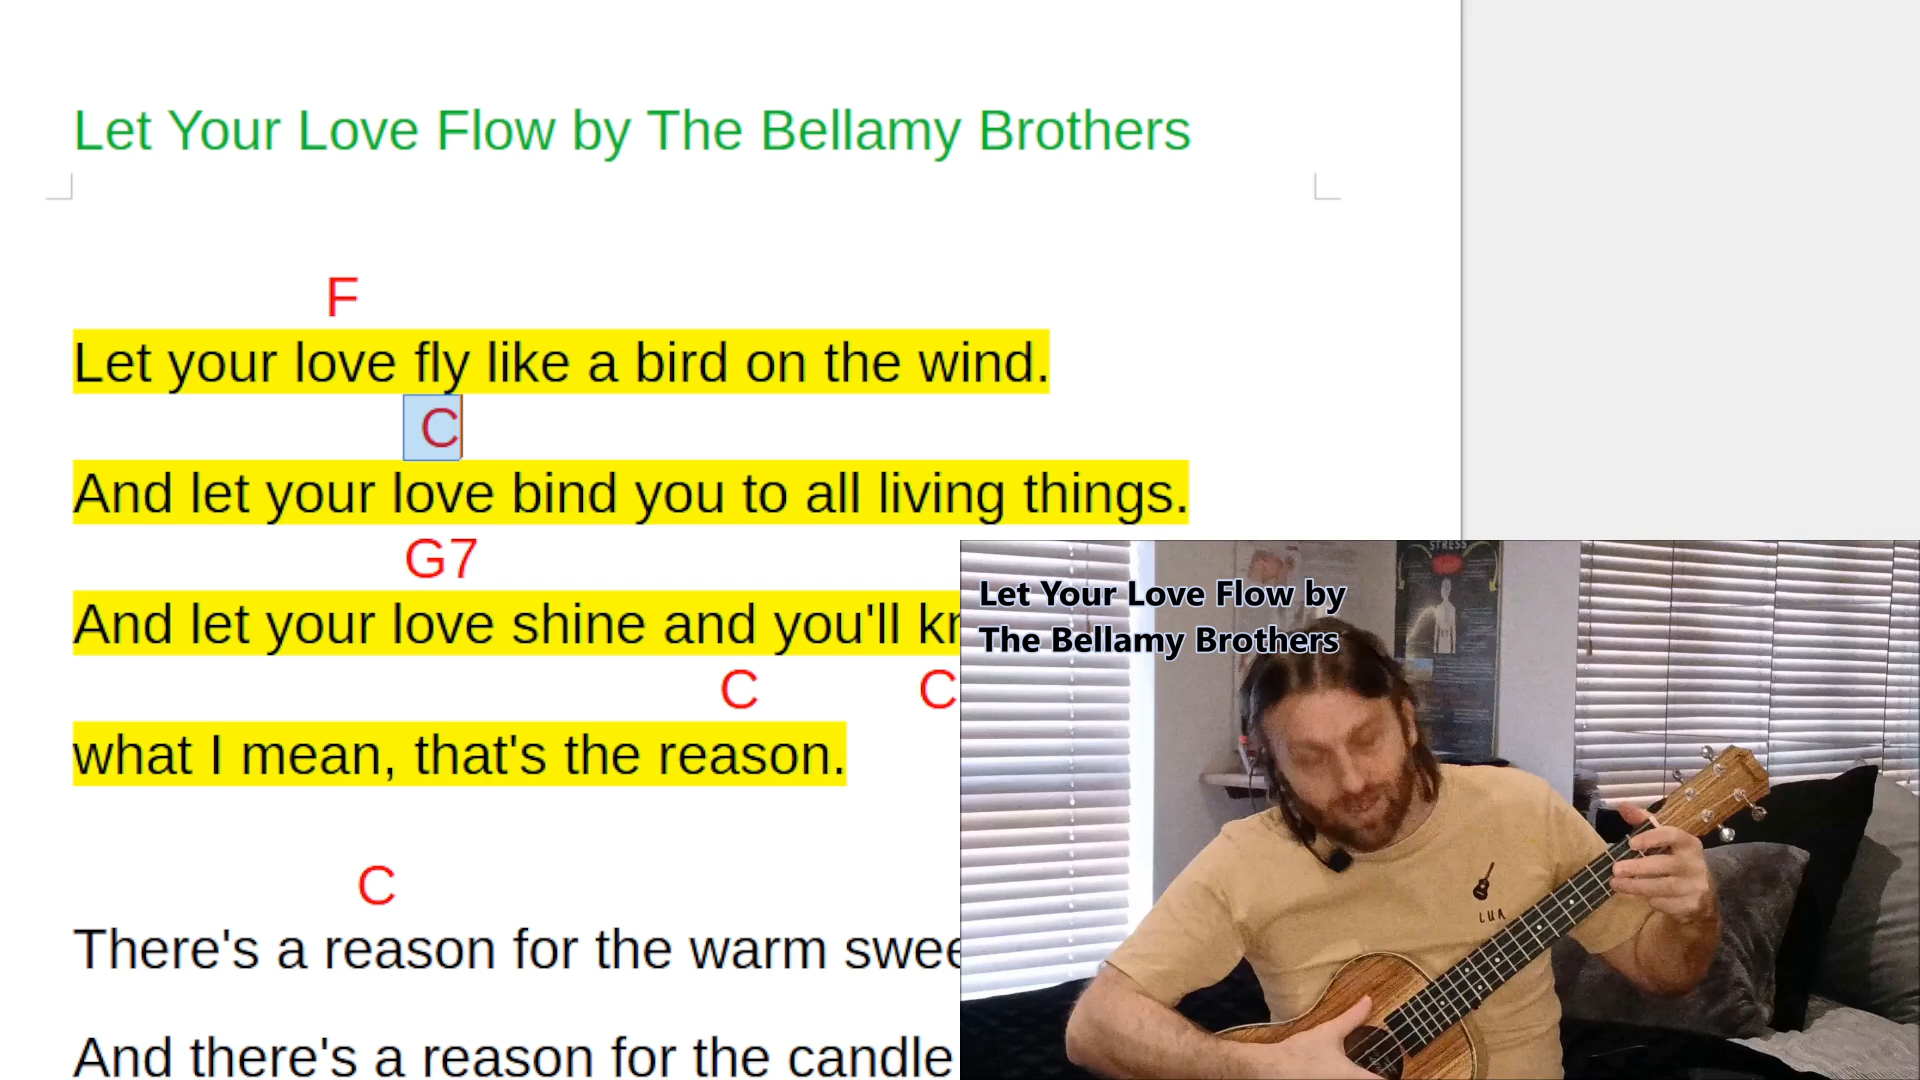 Let Your Love Flow by The Bellamy Brothers
F
Let your love fly like a bird on the wind.
C
And let your love bind you to all living things.
G7
And let your love shine and you'll
C C
what I mean, that's the reason.
C
There's a reason for the warm
And there's a reason for the candle
STRESS
Let Your Love Flow by
The Bellamy Brothers
LUA